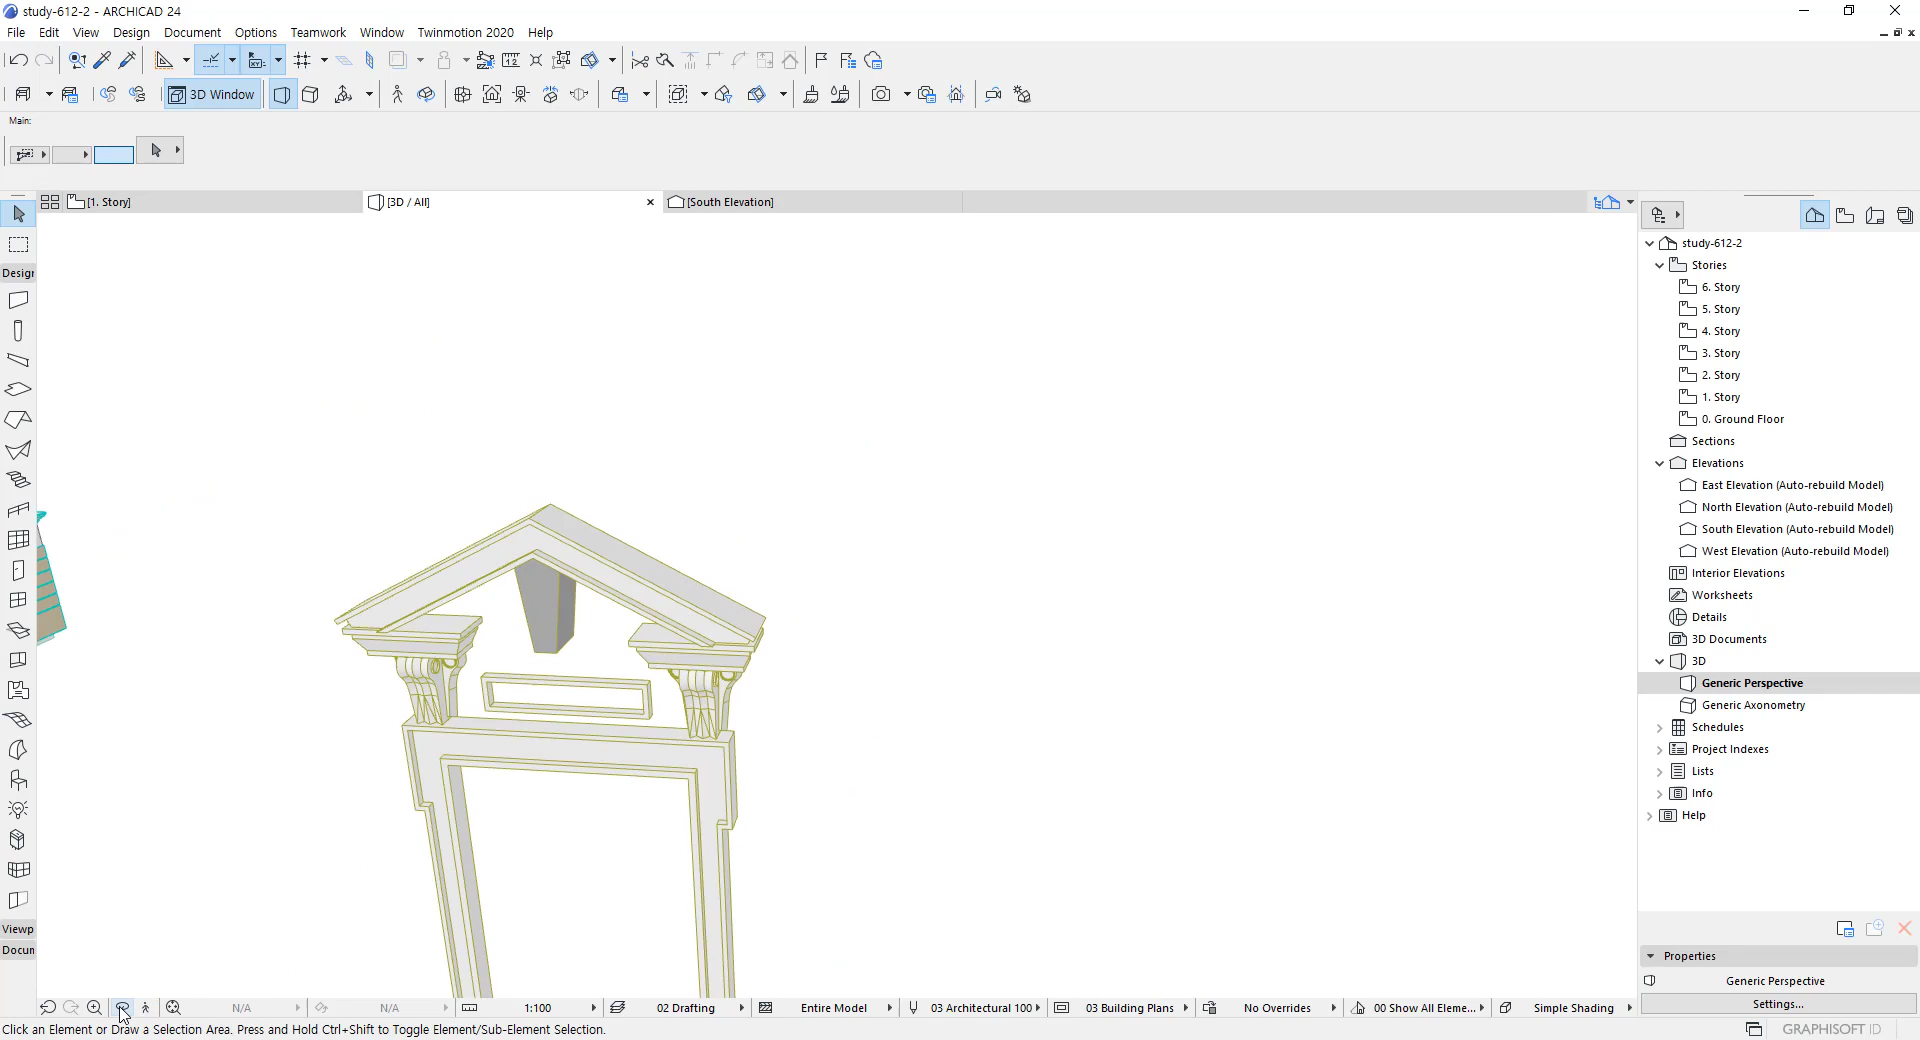 study-612-2 - ARCHICAD 24
File Edit View Design Document Options Teamwork Window Twinmotion 2020 Help
3D Window
Main:
[1. Story] [3D / All] [South Elevation]
study-612-2
Stories
6. Story
5. Story
4. Story
3. Story
2. Story
1. Story
0. Ground Floor
Sections
Elevations
East Elevation (Auto-rebuild Model)
North Elevation (Auto-rebuild Model)
South Elevation (Auto-rebuild Model)
West Elevation (Auto-rebuild Model)
Interior Elevations
Worksheets
Details
3D Documents
3D
Generic Perspective
Generic Axonometry
Schedules
Project Indexes
Lists
Info
Help
Desigr
Viewp
Docun
Properties
Generic Perspective
Settings...
N/A N/A 1:100 02 Drafting Entire Model 03 Architectural 100 03 Building Plans No Overrides 00 Show All Eleme... Simple Shading
Click an Element or Draw a Selection Area. Press and Hold Ctrl+Shift to Toggle Element/Sub-Element Selection.
GRAPHISOFT ID